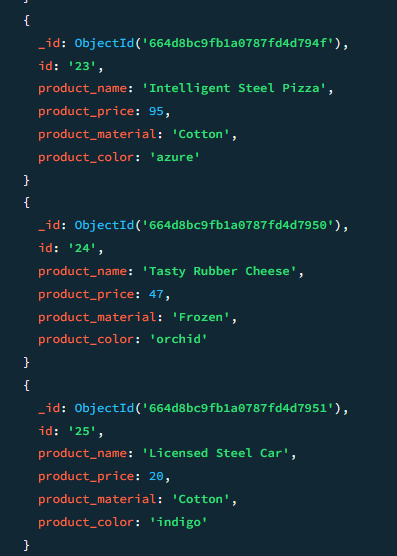 }
{
_id: ObjectId('664d8bc9fb1a0787fd4d794f'),
id: '23',
product_name: 'Intelligent Steel Pizza',
product_price: 95,
product_material: 'Cotton',
product_color: 'azure'
}
{
_id: ObjectId('664d8bc9fb1a0787fd4d7950'),
id: '24',
product_name: 'Tasty Rubber Cheese',
product_price: 47,
product_material: 'Frozen',
product_color: 'orchid'
}
{
_id: ObjectId('664d8bc9fb1a0787fd4d7951'),
id: '25',
product_name: 'Licensed Steel Car',
product_price: 20,
product_material: 'Cotton',
product_color: 'indigo'
}